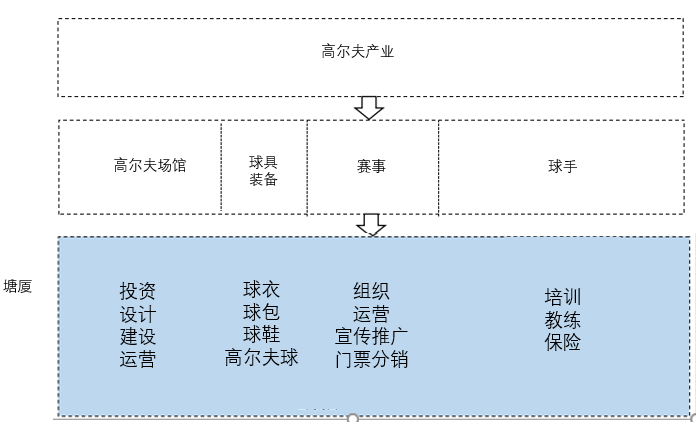 高尔夫产业
高尔夫场馆
球具
装备
赛事
球手
塘厦
投资
设计
建设
运营
球衣
球包
球鞋
高尔夫球
组织
运营
宣传推广
门票分销
培训
教练
保险